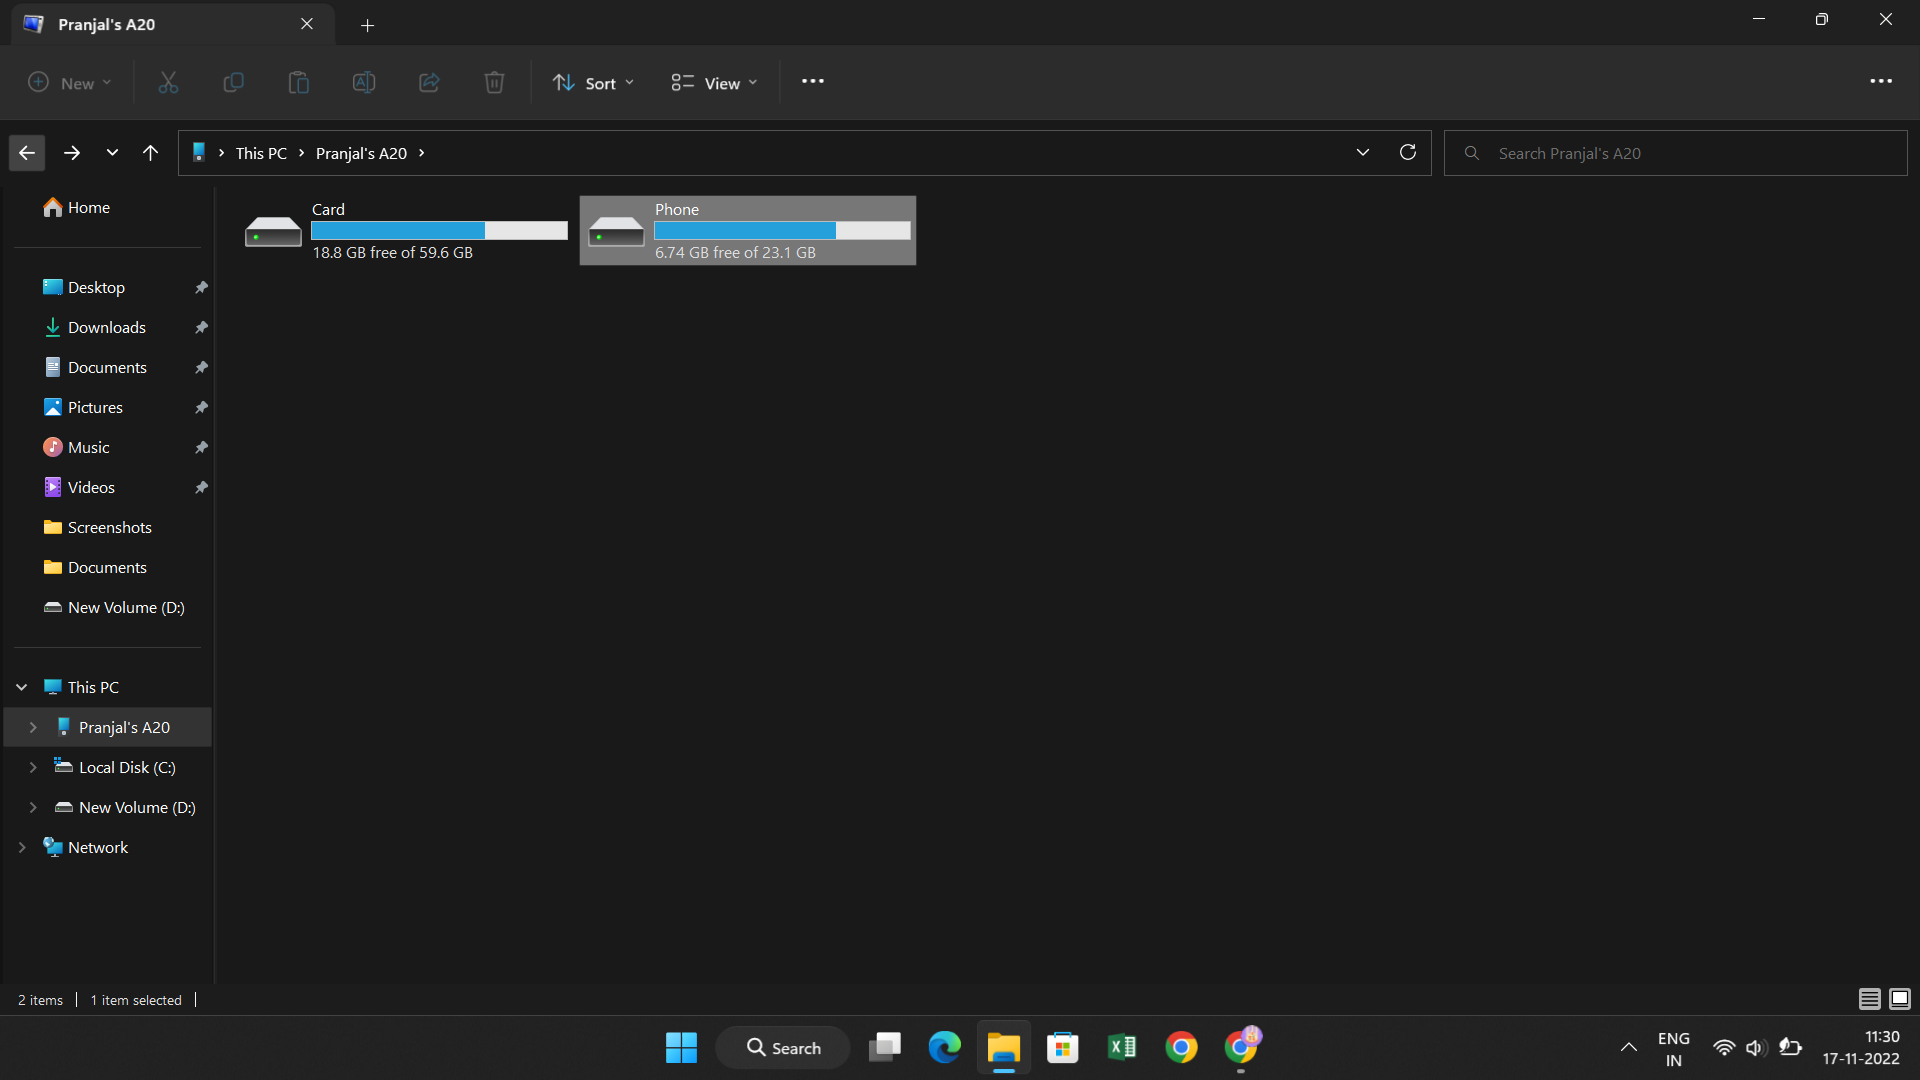 Pranjal's A20
New
Sort
View
This PC
Pranjal's A20
Search Pranjal's A20
Home
Desktop
Downloads
Documents
Pictures
Music
Videos
Screenshots
Documents
New Volume (D:)
This PC
Pranjal's A20
Local Disk (C:)
New Volume (D:)
Network
Card
18.8 GB free of 59.6 GB
Phone
6.74 GB free of 23.1 GB
2 items
1 item selected
Search
ENG
IN
11:30
17-11-2022